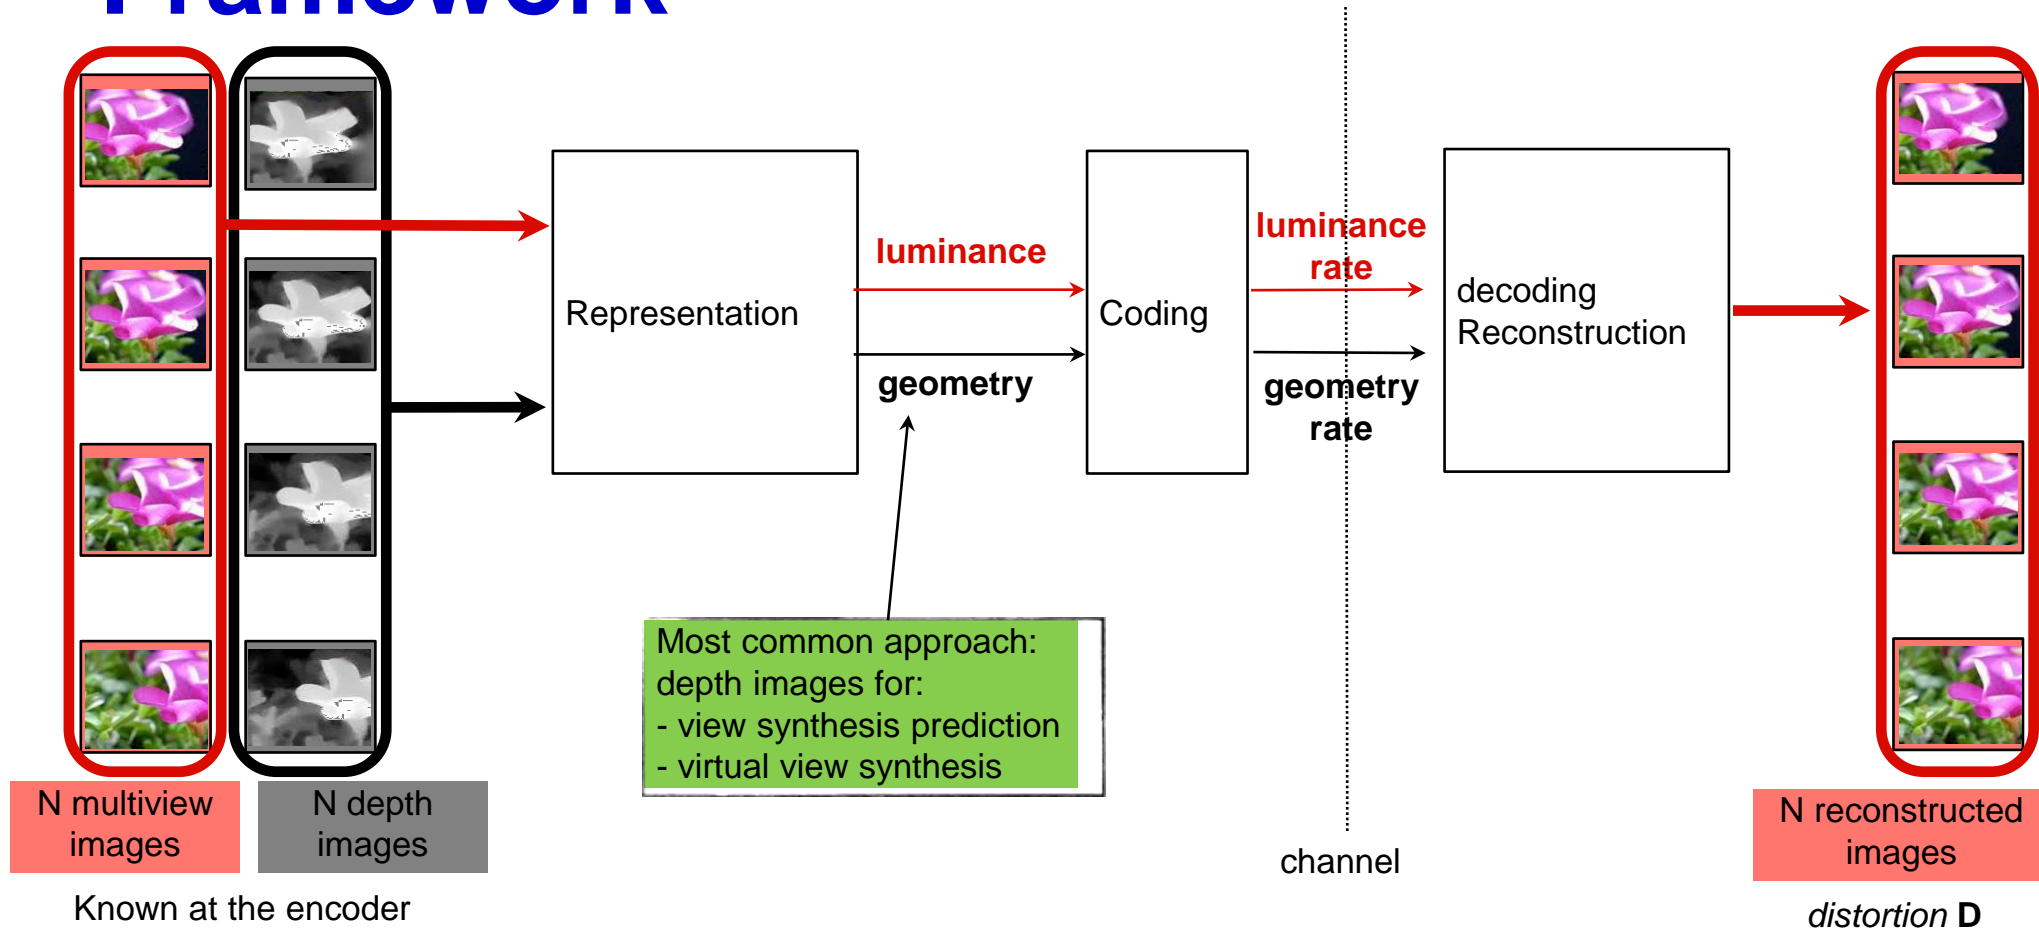 Framework
luminance
luminance
rate
Representation
Coding
decoding
Reconstruction
geometry
geometry
rate
Most common approach:
depth images for:
- view synthesis prediction
- virtual view synthesis
N multiview
images
N depth
images
N reconstructed
images
channel
Known at the encoder
distortion D